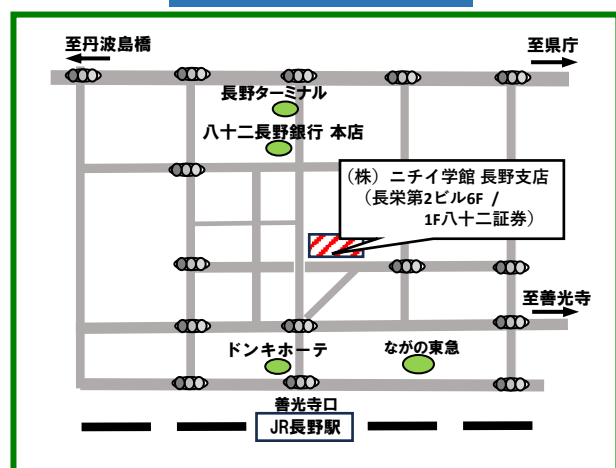 至丹波島橋
至県庁
長野ターミナル
八十二長野銀行 本店
（株）ニチイ学館 長野支店
（長栄第2ビル6F /
1F八十二証券）
至善光寺
ドンキホーテ
ながの東急
善光寺口
JR長野駅